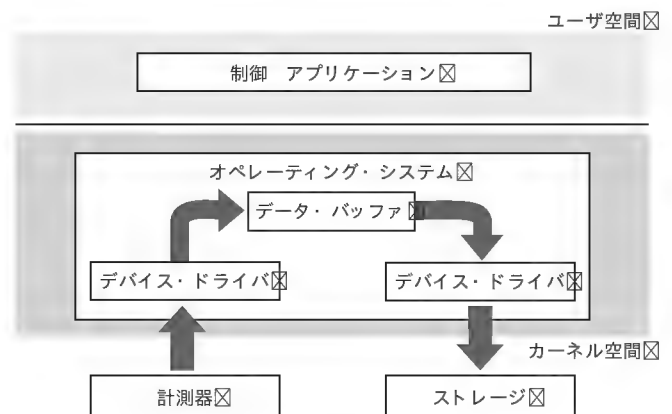 ユーザ空間
制御 アプリケーション
オペレーティング・システム
データ・バッファ
デバイス・ドライバ
デバイス・ドライバ
カーネル空間
計測器
ストレージ